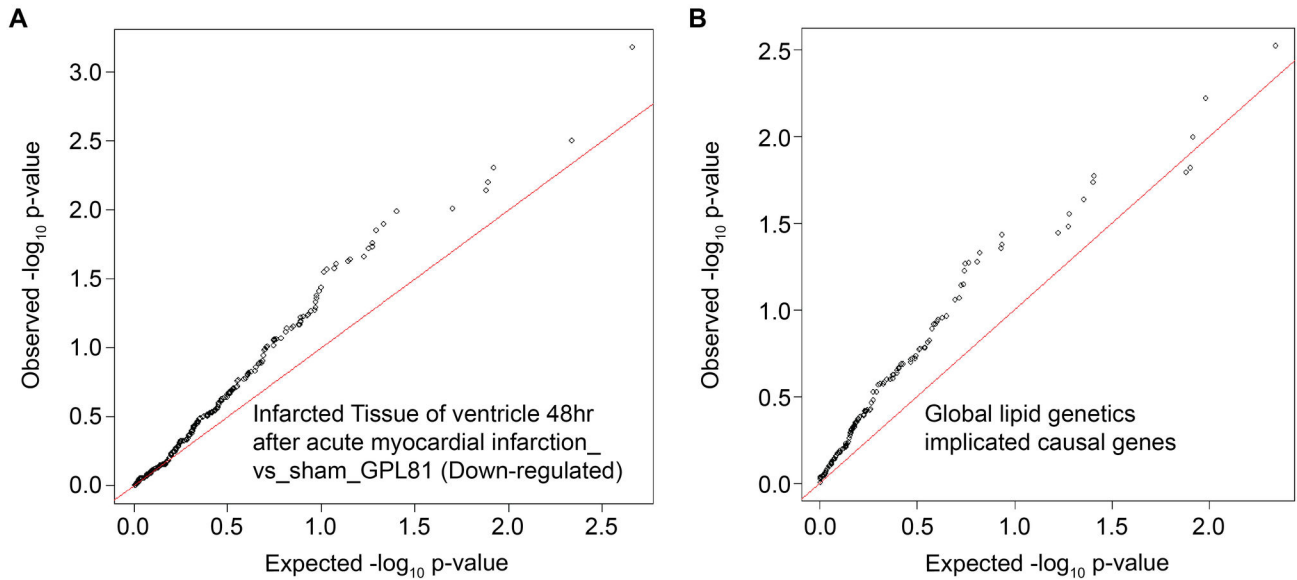 A
B
Observed -log10 p-value
3.0
2.5
2.0
1.5
1.0
0.5
0.0
Infarcted Tissue of ventricle 48hr
after acute myocardial infarction_
vs_sham_GPL81 (Down-regulated)
0.0 0.5 1.0 1.5 2.0 2.5
Expected -log10 p-value
Observed -log10 p-value
2.5
2.0
1.5
1.0
0.5
0.0
Global lipid genetics
implicated causal genes
0.0 0.5 1.0 1.5 2.0
Expected -log10 p-value